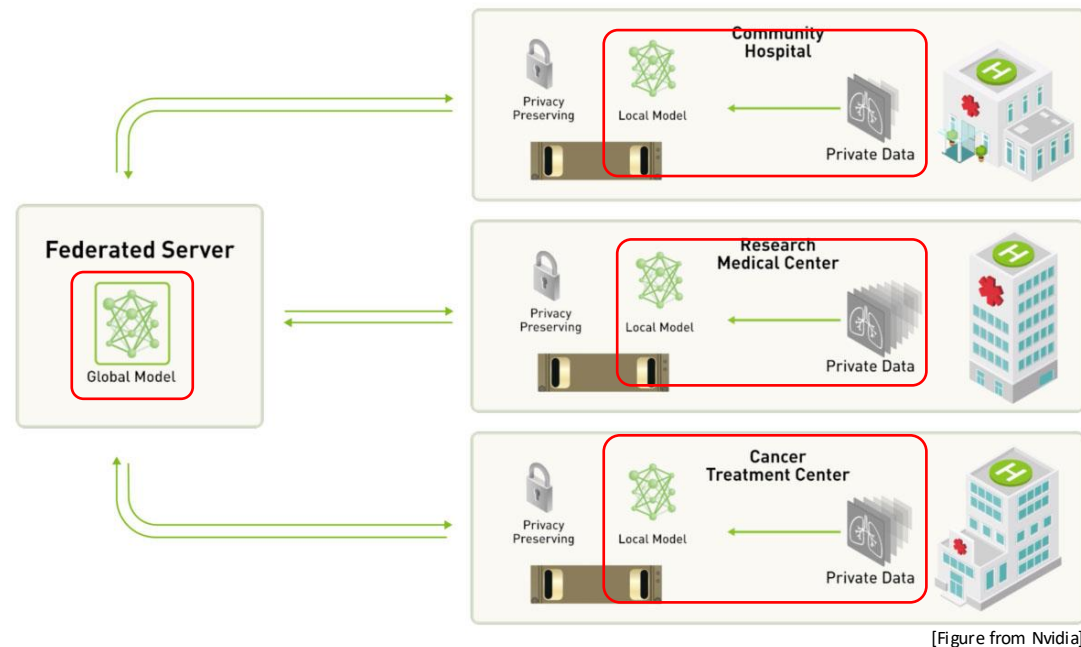 Community
Hospital
Privacy
Preserving
Local Model
Private Data
H
Federated Server
Global Model
Research
Medical Center
Privacy
Preserving
Local Model
Private Data
H
Cancer
Treatment Center
Privacy
Preserving
Local Model
Private Data
H
[Figure from Nvidia]